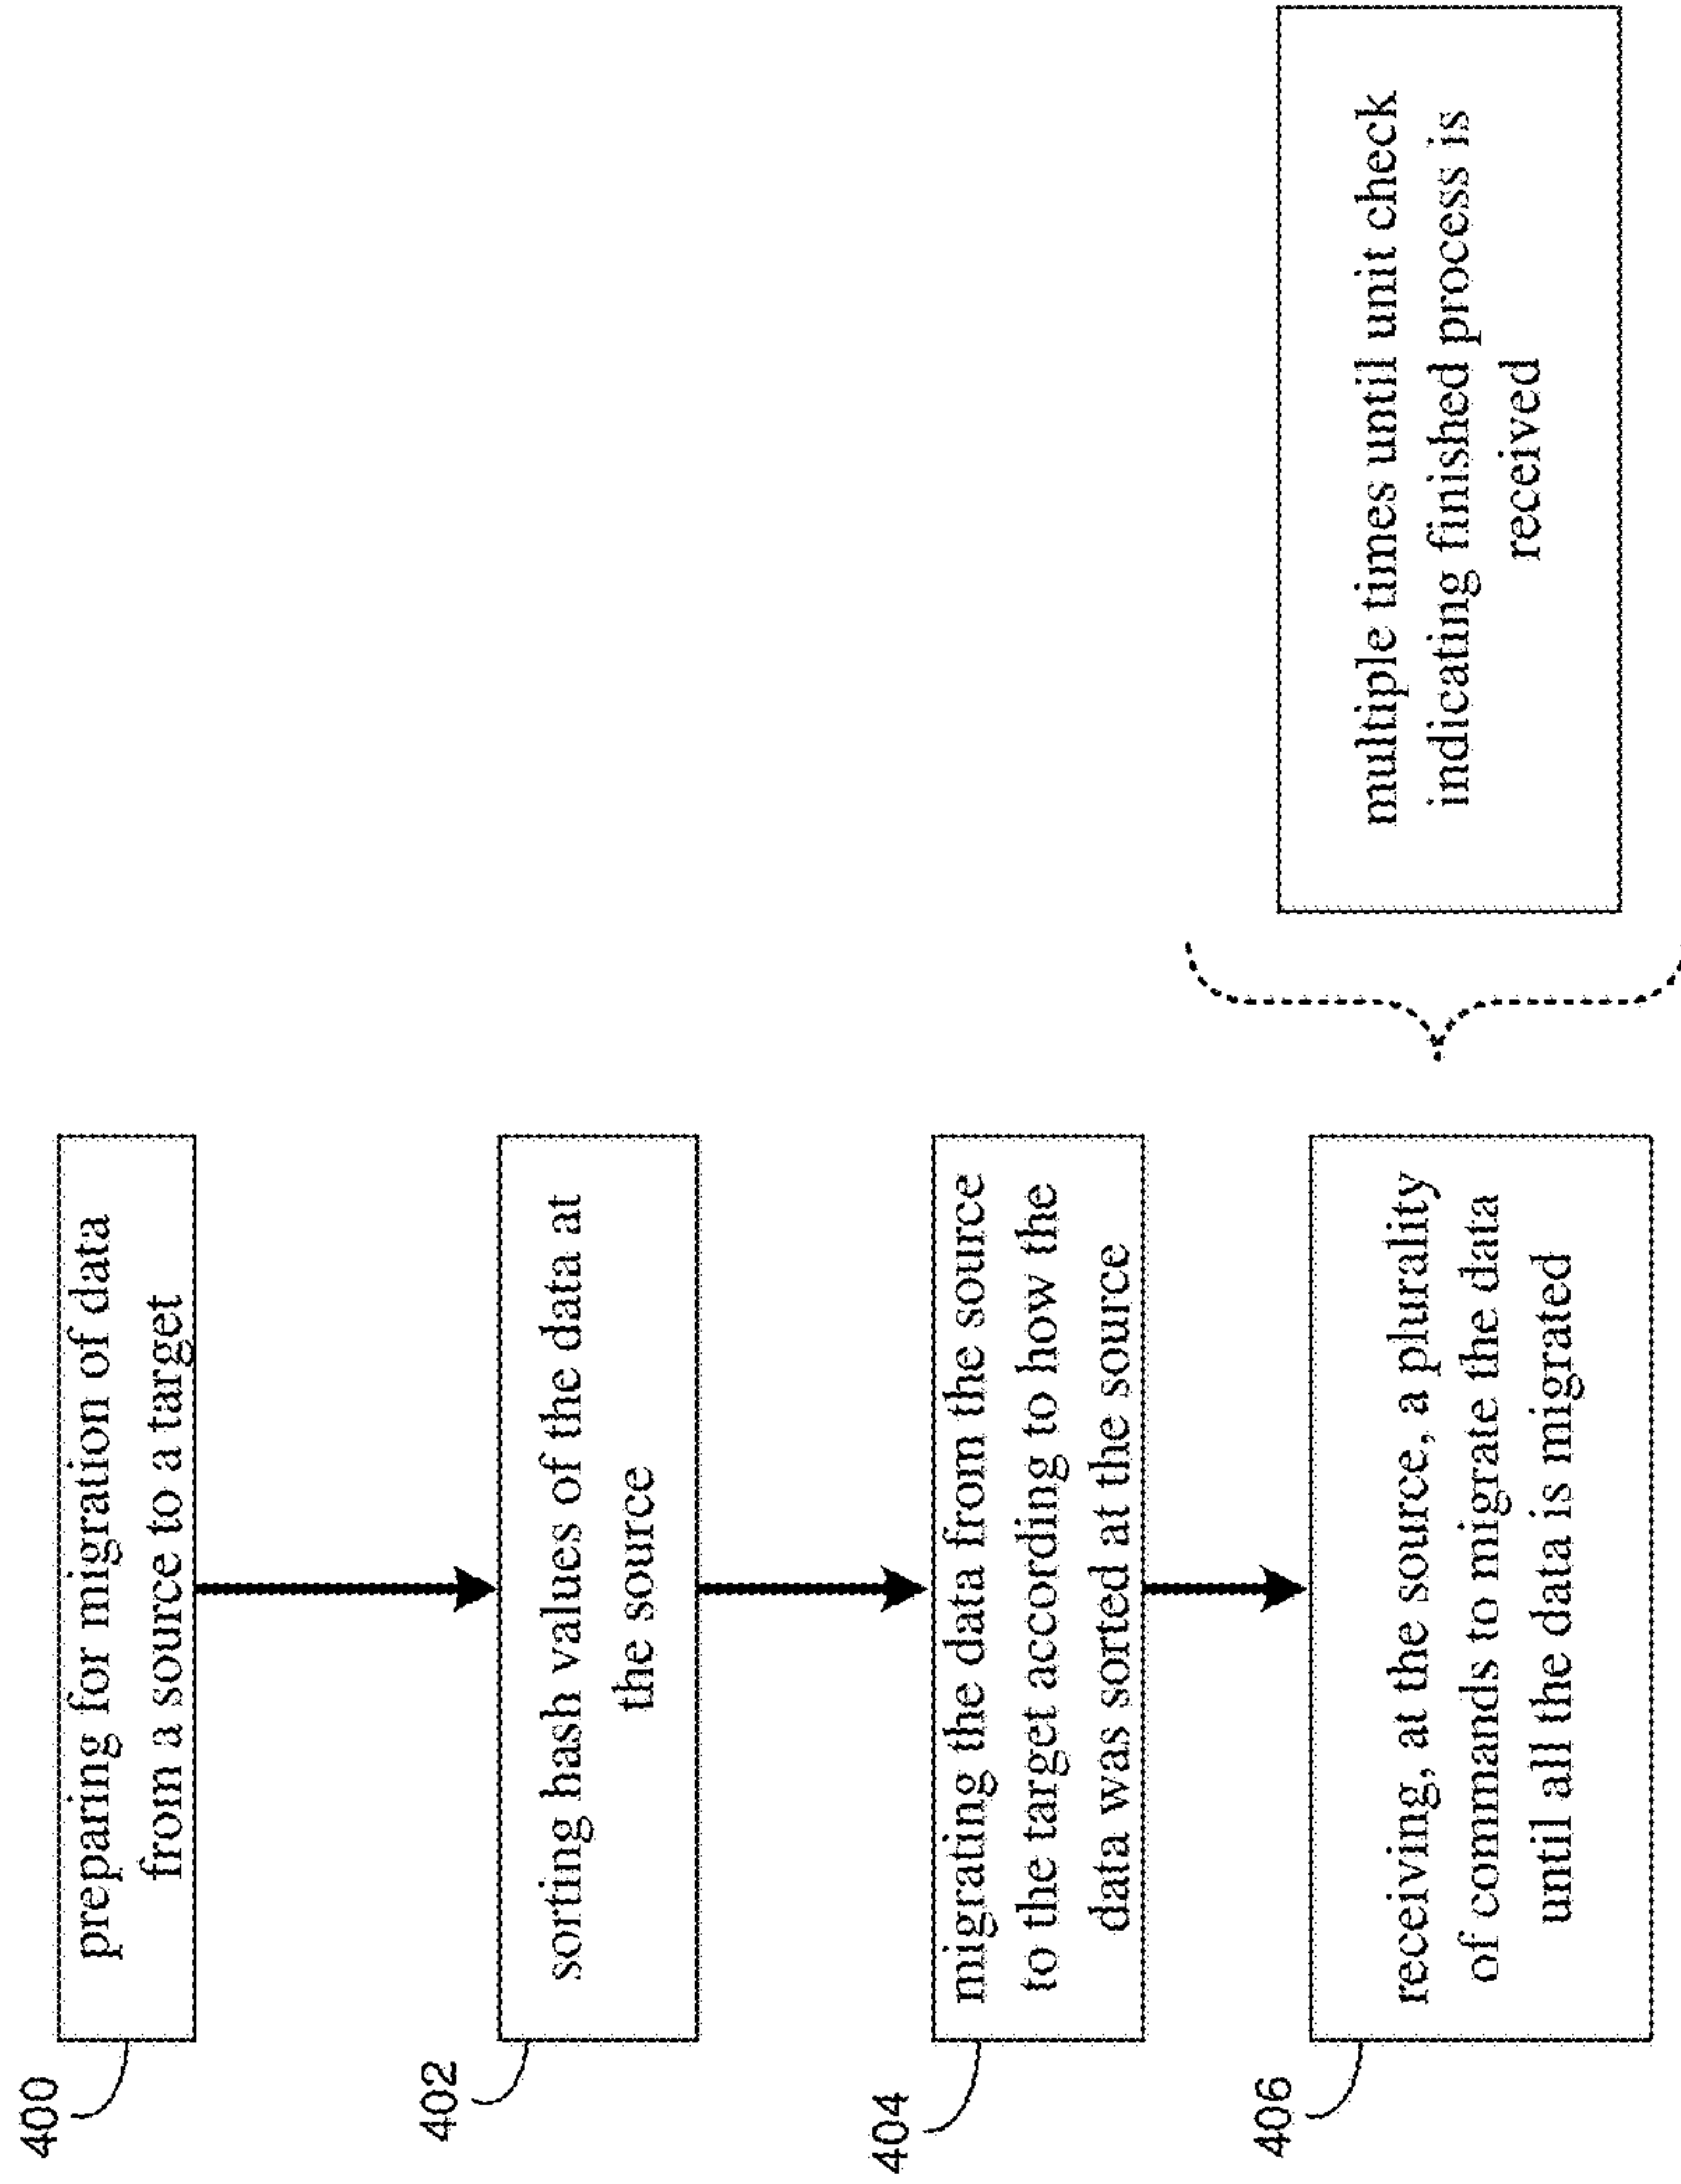 400
preparing for migration of data
from a source to a target
402
sorting hash values of the data at
the source
404
migrating the data from the source
to the target according to how the
data was sorted at the source
406
receiving, at the source, a plurality
of commands to migrate the data
until all the data is migrated
multiple times until unit check
indicating finished process is
received